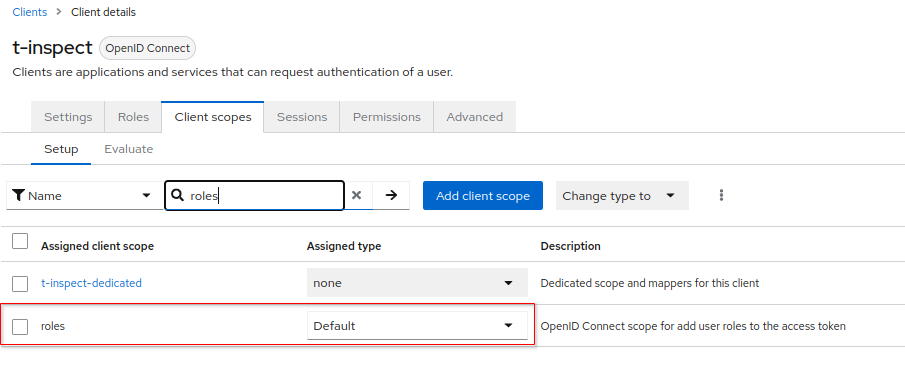 Clients > Client details
t-inspect OpenID Connect
Clients are applications and services that can request authentication of a user.
Settings Roles Client scopes Sessions Permissions Advanced
Setup Evaluate
Name roles Add client scope Change type to
Assigned client scope Assigned type Description
t-inspect-dedicated none Dedicated scope and mappers for this client
roles Default OpenID Connect scope for add user roles to the access token